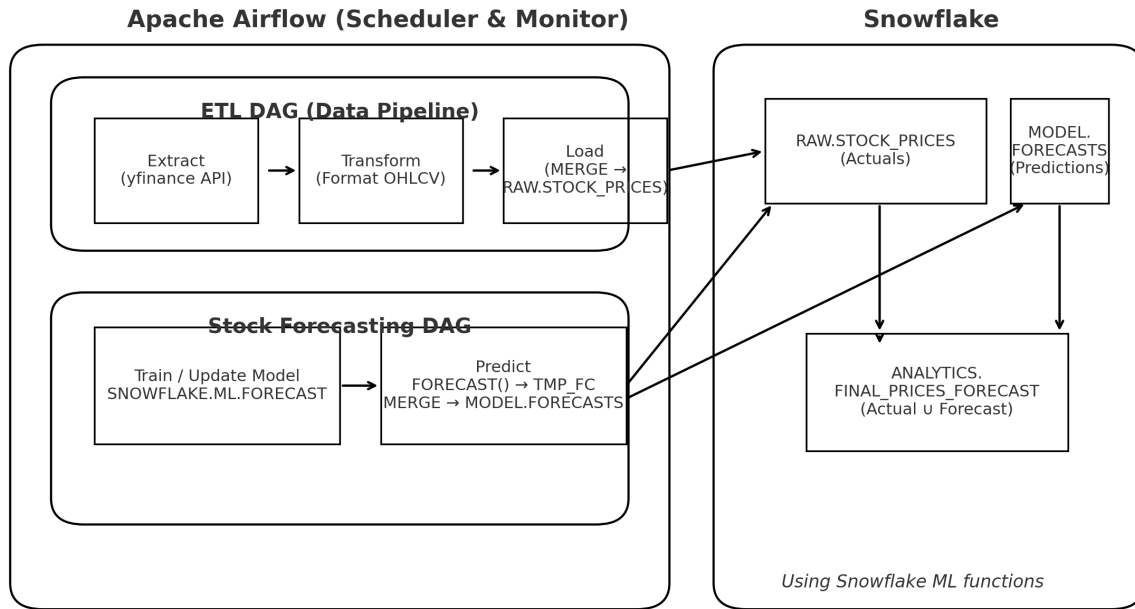 Apache Airflow (Scheduler & Monitor)
ETL DAG (Data Pipeline)
Extract
(yfinance API)
Transform
(Format OHLCV)
Load
(MERGE →
RAW.STOCK_PRICES)
Stock Forecasting DAG
Train / Update Model
SNOWFLAKE.ML.FORECAST
Predict
FORECAST() → TMP_FC
MERGE → MODEL.FORECASTS
Snowflake
RAW.STOCK_PRICES
(Actuals)
MODEL.
FORECASTS
(Predictions)
ANALYTICS.
FINAL_PRICES_FORECAST
(Actual ∪ Forecast)
Using Snowflake ML functions